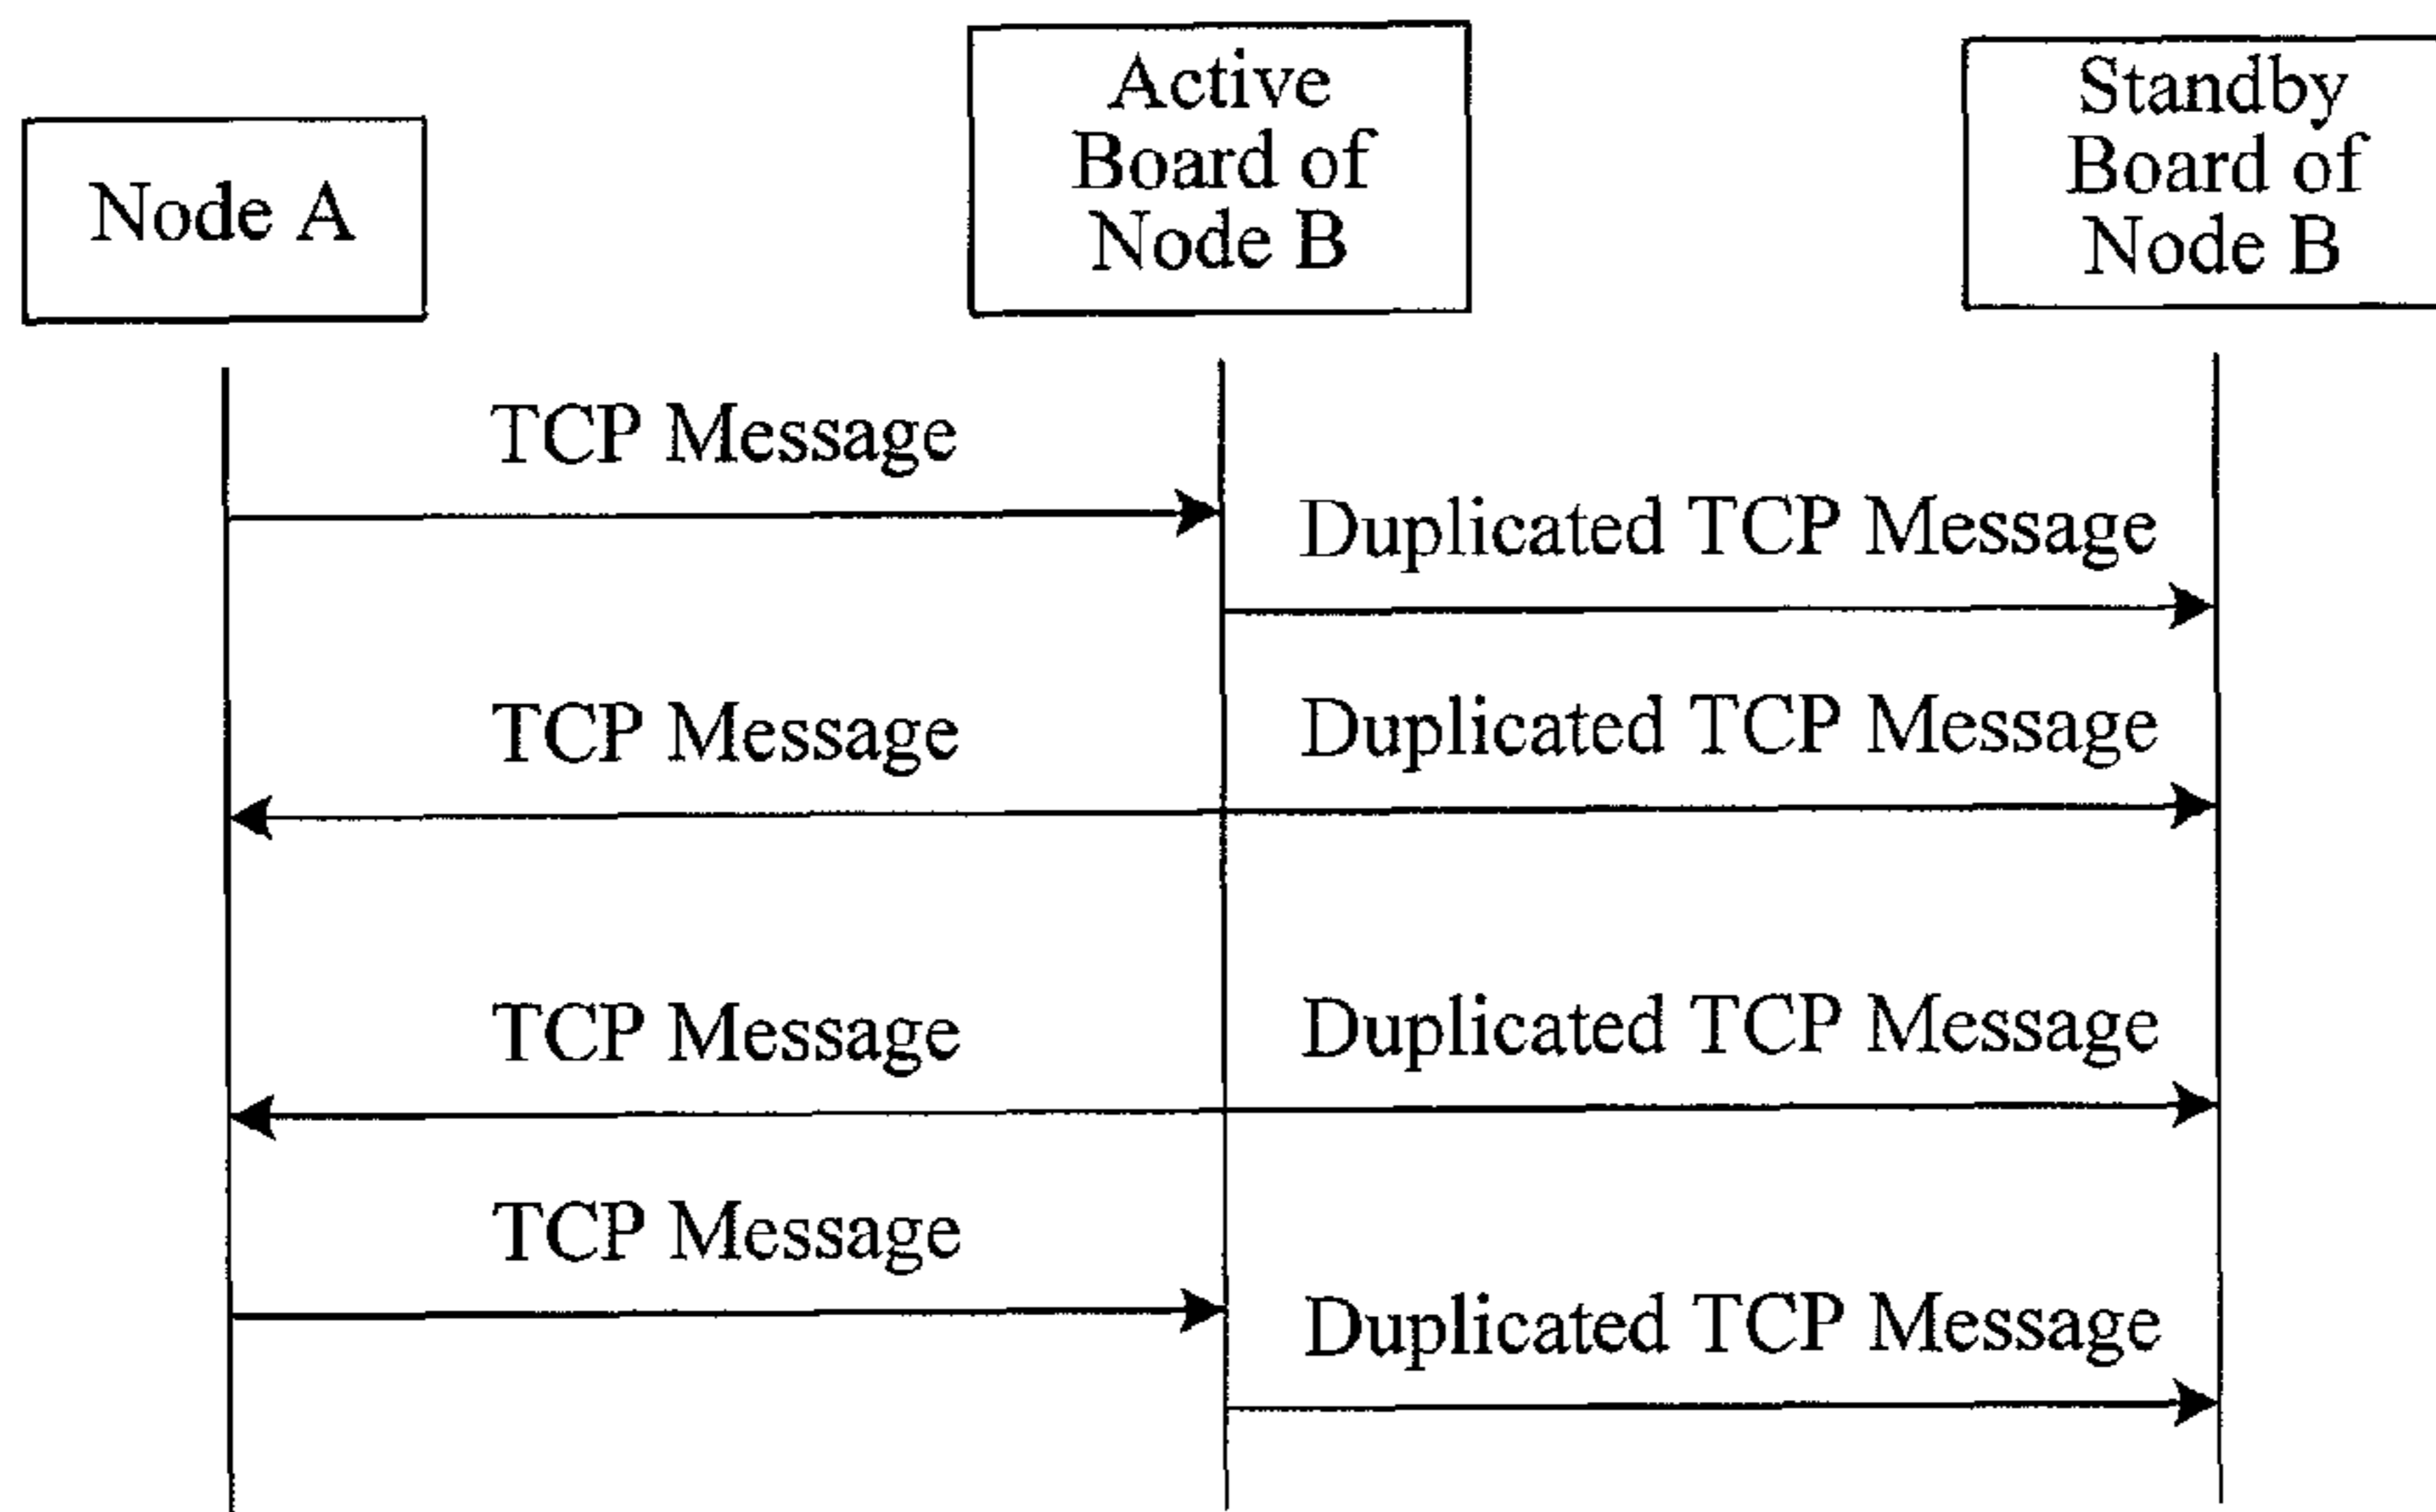 Node A
Active
Board of
Node B
Standby
Board of
Node B
TCP Message
Duplicated TCP Message
TCP Message
Duplicated TCP Message
TCP Message
Duplicated TCP Message
TCP Message
Duplicated TCP Message